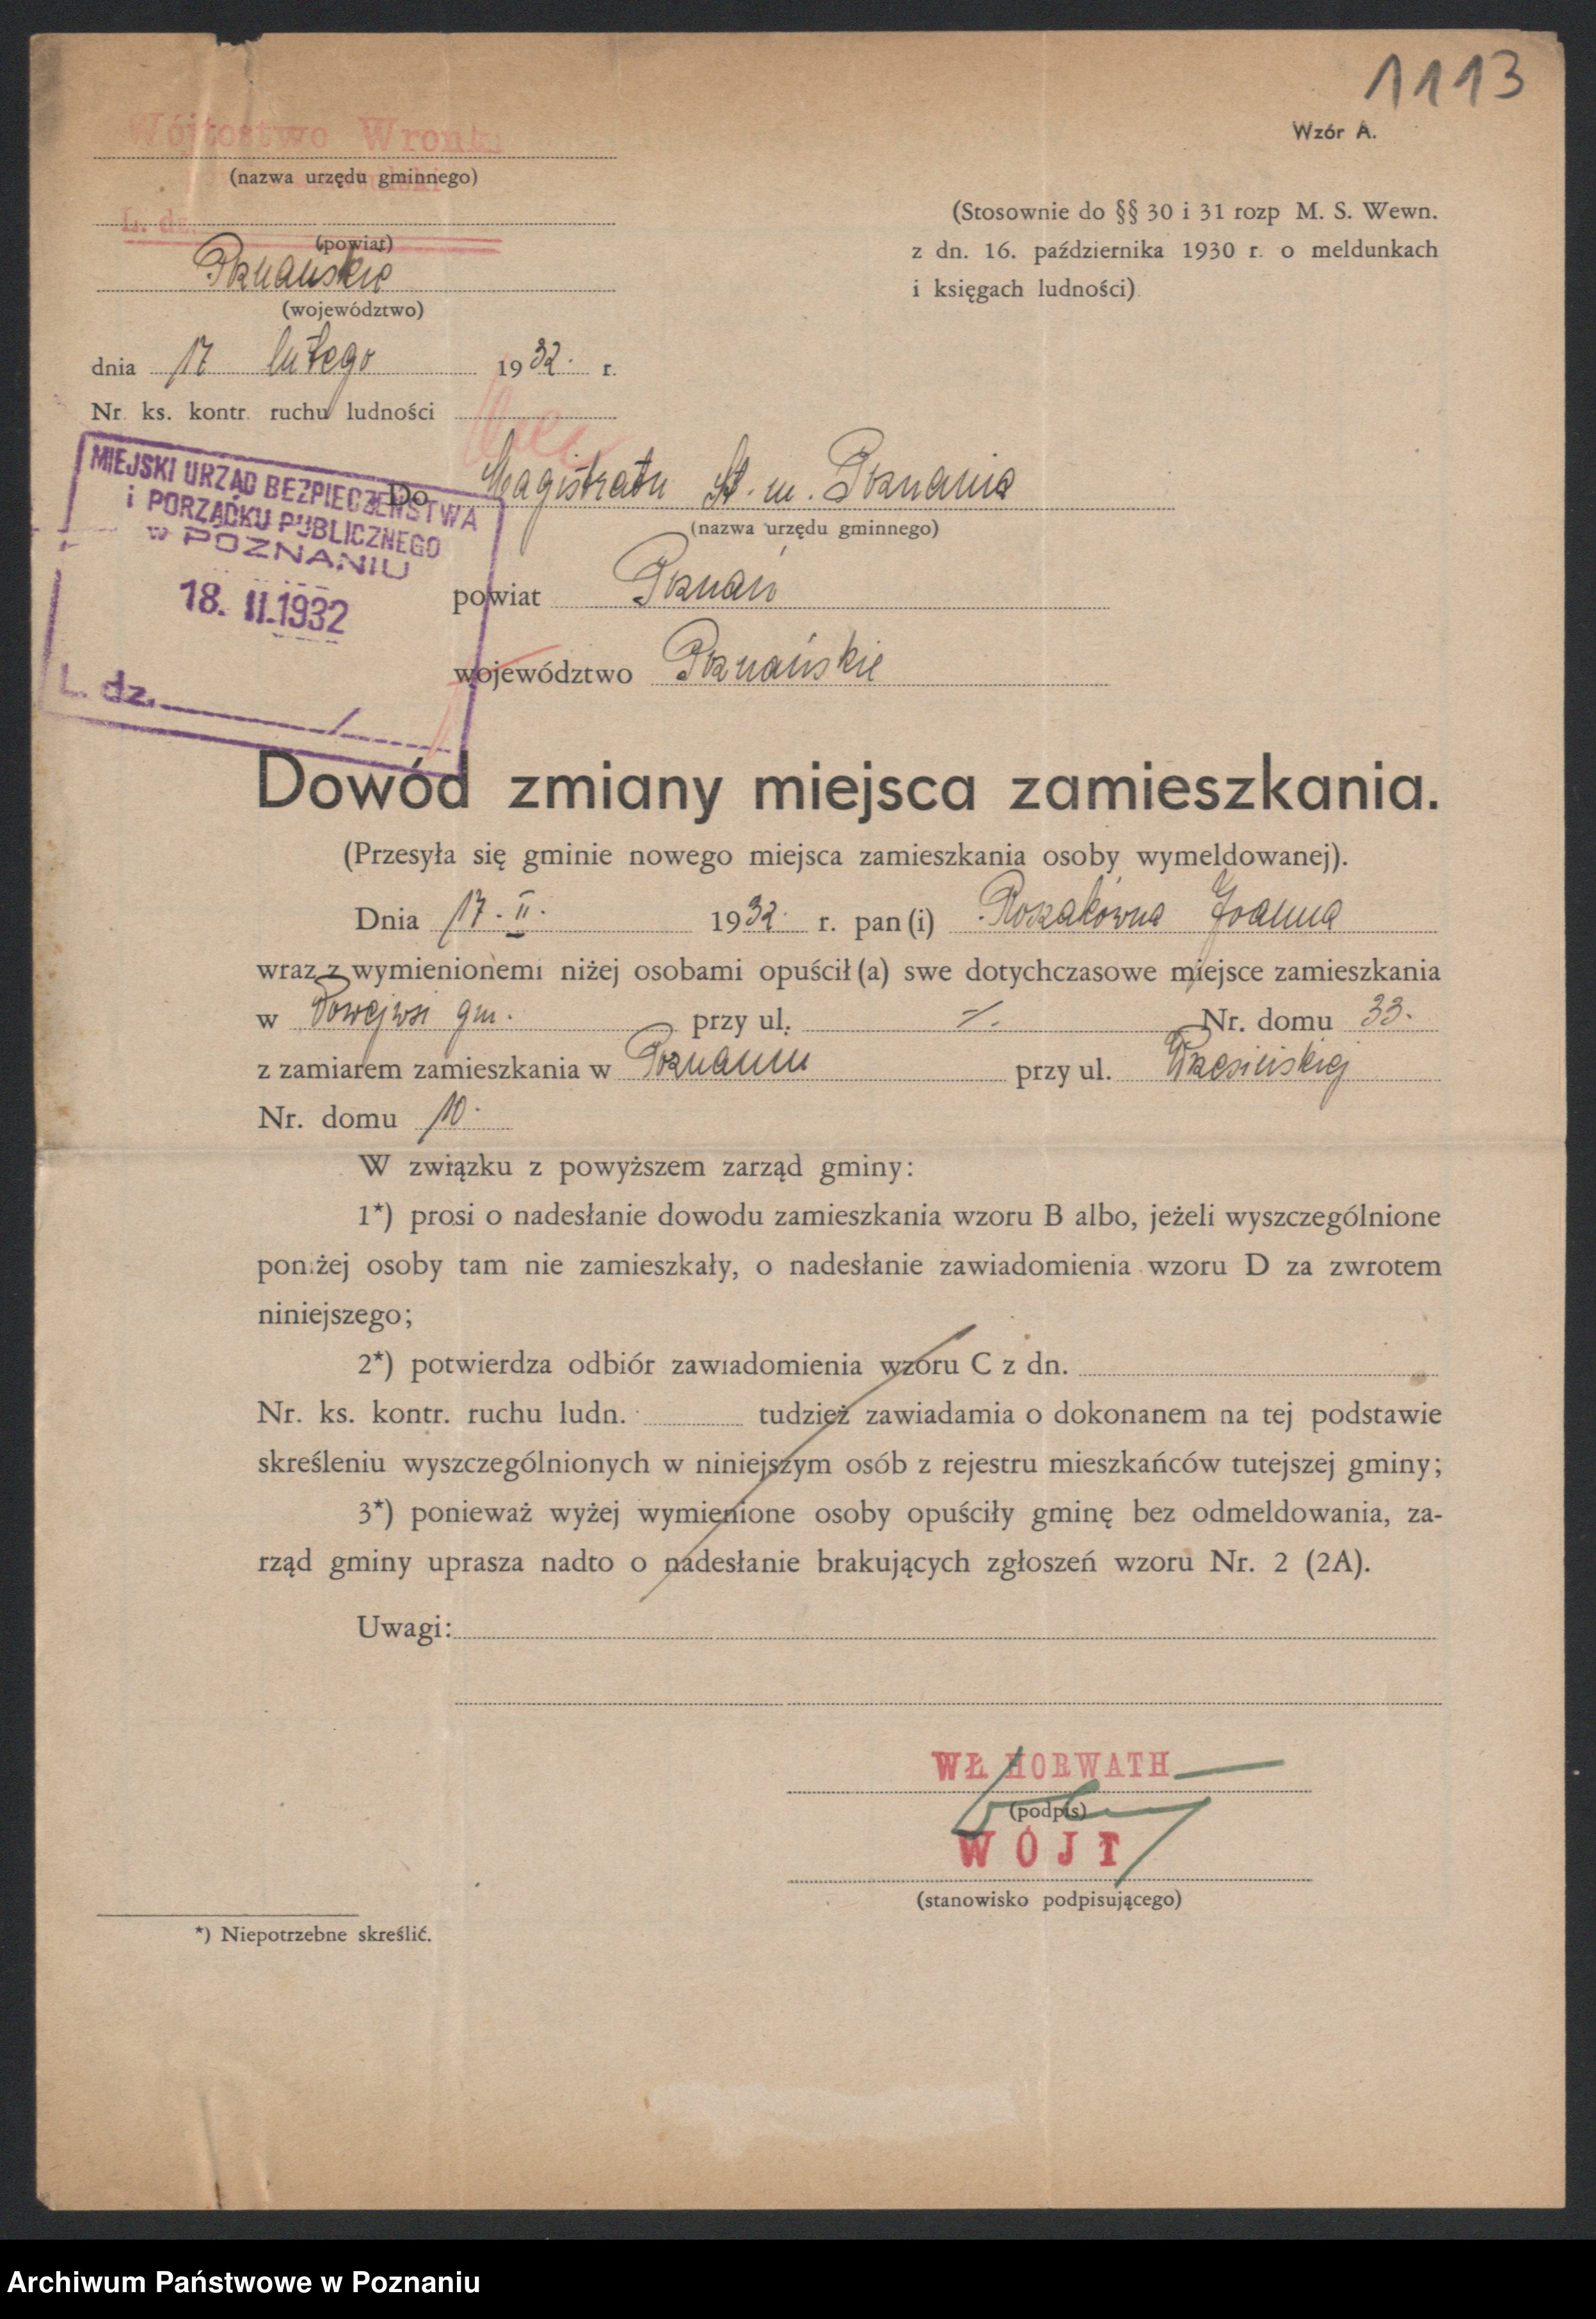 1113
Wzór A.
Wójtostwo Wronki
(nazwa urzędu gminnego)
L. dz.
(powiat)
Poznańskie
(województwo)
dnia 17 lutego 1932. r.
Nr. ks. kontr. ruchu ludności
(Stosownie do §§ 30 i 31 rozp M. S. Wewn.
z dn. 16. października 1930 r. o meldunkach
i księgach ludności)
MIEJSKI URZĄD BEZPIECZEŃSTWA
i PORZĄDKU PUBLICZNEGO
w POZNANIU
18. II. 1932
L. dz.
Do Magistratu St. m. Poznania
(nazwa urzędu gminnego)
powiat Poznań
województwo Poznańskie
Dowód zmiany miejsca zamieszkania.
(Przesyła się gminie nowego miejsca zamieszkania osoby wymeldowanej).
Dnia 17. II. 1932. r. pan(i) Rozakówna Joanna
wraz z wymienionemi niżej osobami opuścił(a) swe dotychczasowe miejsce zamieszkania
w gm. przy ul. -/. Nr. domu 33.
z zamiarem zamieszkania w Poznaniu przy ul. Wrzesińskiej
Nr. domu 10.
W związku z powyższem zarząd gminy:
1*) prosi o nadesłanie dowodu zamieszkania wzoru B albo, jeżeli wyszczególnione
poniżej osoby tam nie zamieszkały, o nadesłanie zawiadomienia wzoru D za zwrotem
niniejszego;
2*) potwierdza odbiór zawiadomienia wzoru C z dn.
Nr. ks. kontr. ruchu ludn. tudzież zawiadamia o dokonanem na tej podstawie
skreśleniu wyszczególnionych w niniejszym osób z rejestru mieszkańców tutejszej gminy;
3*) ponieważ wyżej wymienione osoby opuściły gminę bez odmeldowania, za-
rząd gminy uprasza nadto o nadesłanie brakujących zgłoszeń wzoru Nr. 2 (2A).
Uwagi:
WŁ HORWATH
(podpis)
WÓJT
(stanowisko podpisującego)
*) Niepotrzebne skreślić.
Archiwum Państwowe w Poznaniu